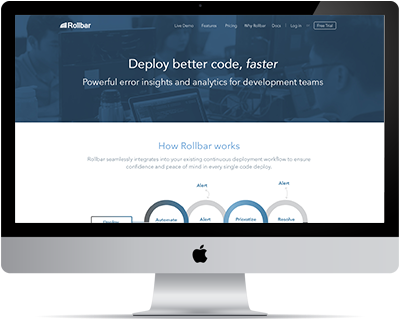 Rollbar
Live Demo Features Pricing Why Rollbar Docs Log in Free Trial
Deploy better code, faster
Powerful error insights and analytics for development teams
How Rollbar works
Rollbar seamlessly integrates into your existing continuous deployment workflow to ensure
confidence and peace of mind in every single code deploy.
Alert Alert
Automate Alert Prioritize Resolve